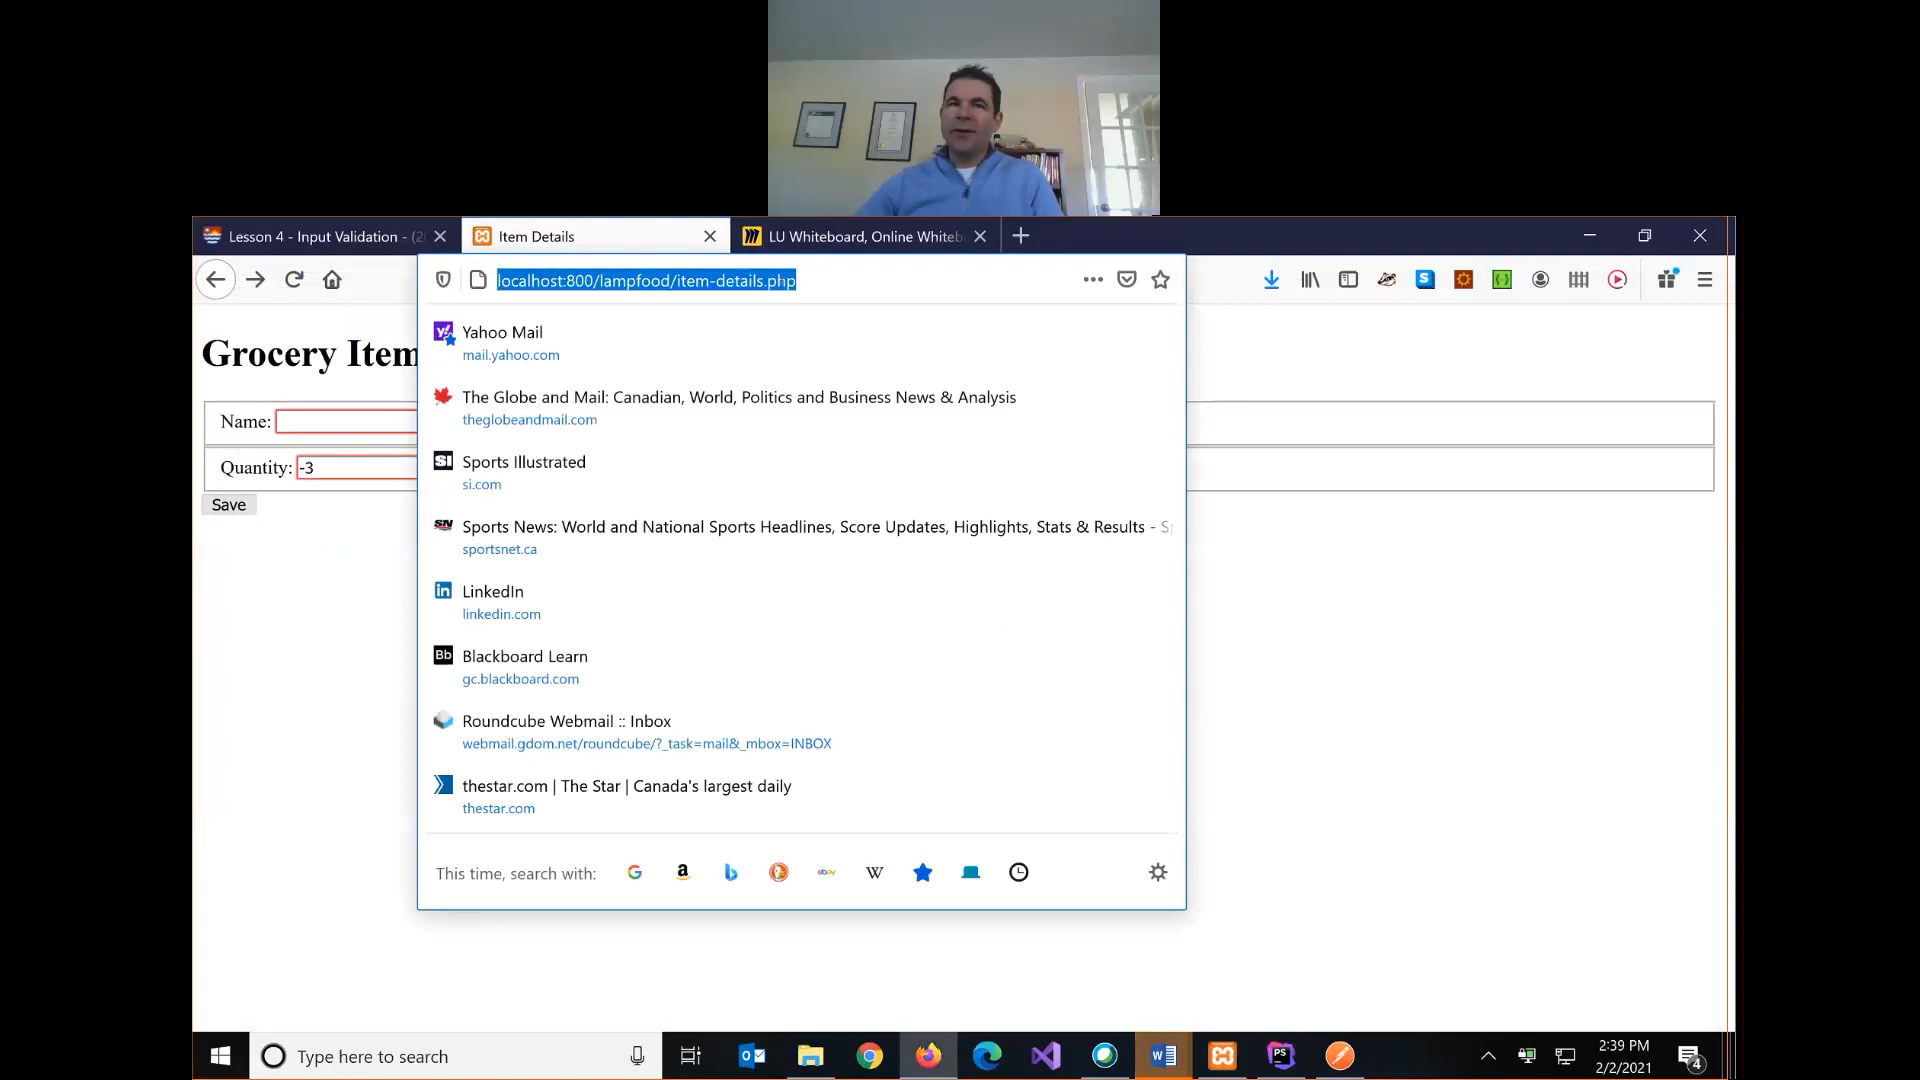 Lesson 4 - Input Validation - (2
Item Details
LU Whiteboard, Online Whiteb
localhost:800/lampfood/item-details.php
Grocery Item
Name:
Quantity: -3
Save
Yahoo Mail
mail.yahoo.com
The Globe and Mail: Canadian, World, Politics and Business News & Analysis
theglobeandmail.com
Sports Illustrated
si.com
Sports News: World and National Sports Headlines, Score Updates, Highlights, Stats & Results - S
sportsnet.ca
LinkedIn
linkedin.com
Blackboard Learn
gc.blackboard.com
Roundcube Webmail :: Inbox
webmail.gdom.net/roundcube/?_task=mail&_mbox=INBOX
thestar.com | The Star | Canada's largest daily
thestar.com
This time, search with:
Type here to search
2:39 PM
2/2/2021
4